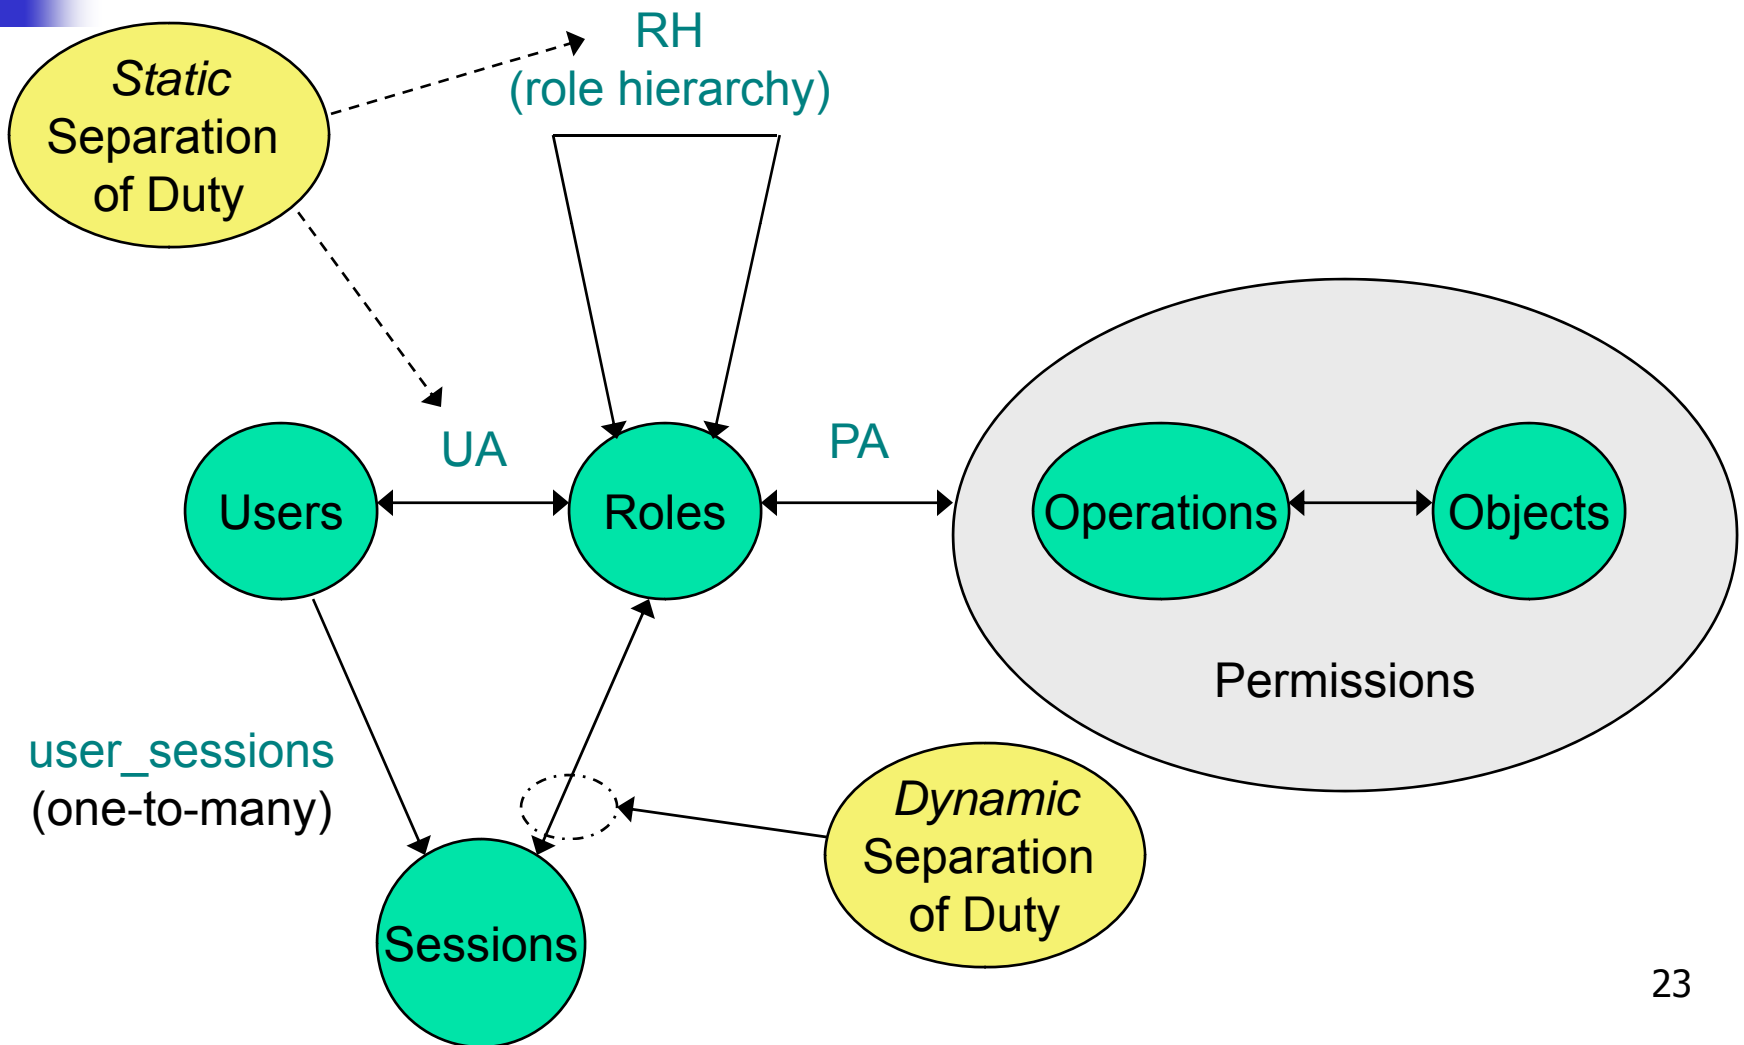 RH
(role hierarchy)
Static
Separation
of Duty
UA
PA
Users
Roles
Operations
Objects
Permissions
user_sessions
(one-to-many)
Dynamic
Separation
of Duty
Sessions
23